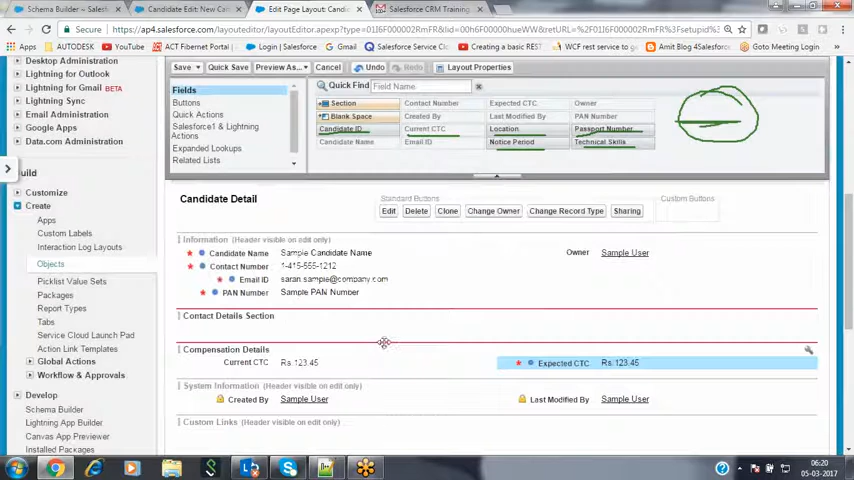 Schema Builder ~ Salesf
Candidate Edit: New Can
Edit Page Layout: Candid
Salesforce CRM Training
Secure
https://ap4.salesforce.com/layouteditor/layoutEditor.apexp?type=01I6F000002mFR&lid=00h6F00000hueWW&retURL=%2F01I6F000002mFR&setupid
Apps AUTODESK YouTube ACT Fibernet Portal Login | Salesforce Gmail Salesforce Service Clou Creating a basic REST WCF rest service to get Amit Blog 4Salesforce GoTo Meeting Login
Desktop Administration
Lightning for Outlook
Lightning for Gmail BETA
Lightning Sync
Email Administration
Google Apps
Data.com Administration
Build
Customize
Create
Apps
Custom Labels
Interaction Log Layouts
Objects
Picklist Value Sets
Packages
Report Types
Tabs
Service Cloud Launch Pad
Action Link Templates
Global Actions
Workflow & Approvals
Develop
Schema Builder
Lightning App Builder
Canvas App Previewer
Installed Packages
Save Quick Save Preview As... Cancel Undo Redo Layout Properties
Fields
Buttons
Quick Actions
Salesforce1 & Lightning
Actions
Expanded Lookups
Related Lists
Quick Find Field Name
Section Contact Number Expected CTC Owner
Blank Space Created By Last Modified By PAN Number
Candidate ID Current CTC Location Passport Number
Candidate Name Email ID Notice Period Technical Skills
Candidate Detail
Standard Buttons
Custom Buttons
Edit Delete Clone Change Owner Change Record Type Sharing
Information (Header visible on edit only)
Candidate Name Sample Candidate Name Owner Sample User
Contact Number 1-415-555-1212
Email ID saran.sample@company.com
PAN Number Sample PAN Number
Contact Details Section
Compensation Details
Current CTC Rs.123.45 Expected CTC Rs.123.45
System Information (Header visible on edit only)
Created By Sample User Last Modified By Sample User
Custom Links (Header visible on edit only)
06:20
05-03-2017